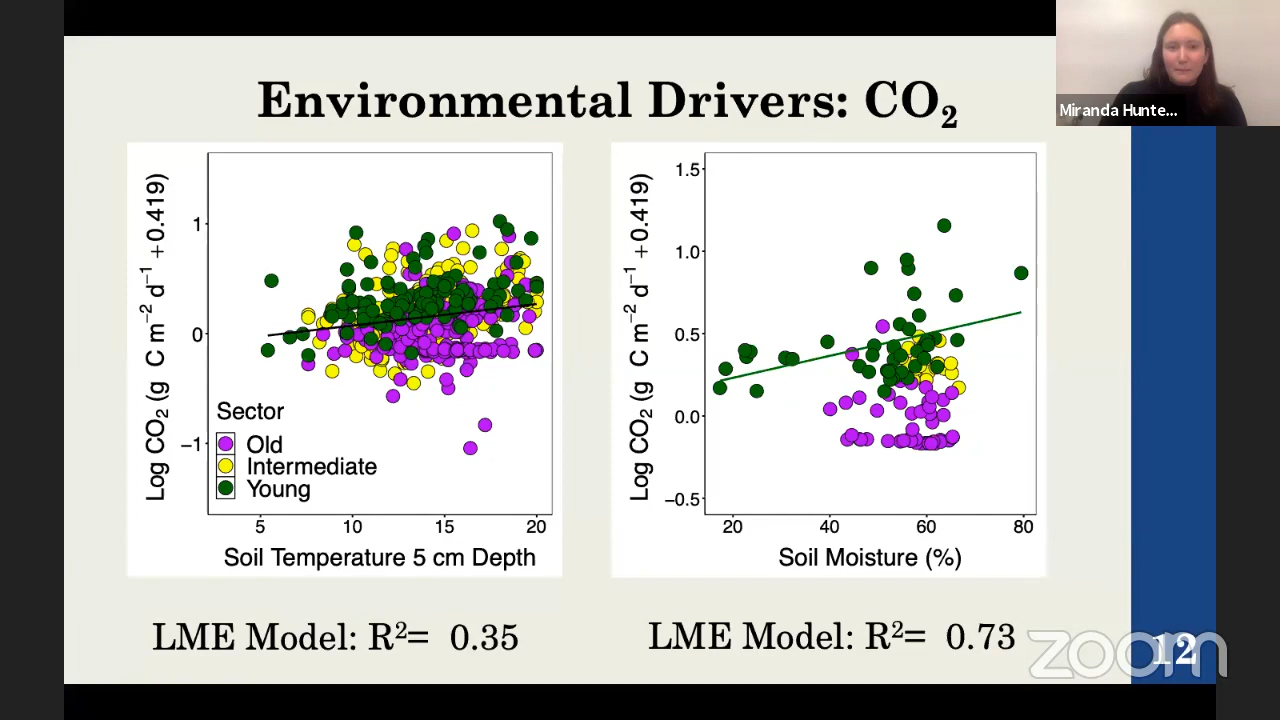 Environmental Drivers: CO₂
Miranda Hunte...
Log CO₂ (g C m⁻² d⁻¹ +0.419)
1
0
−1
Sector
Old
Intermediate
Young
5
10
15
20
Soil Temperature 5 cm Depth
Log CO₂ (g C m⁻² d⁻¹ +0.419)
1.5
1.0
0.5
0.0
−0.5
20
40
60
80
Soil Moisture (%)
LME Model: R²= 0.35
LME Model: R²= 0.73
12
zoom